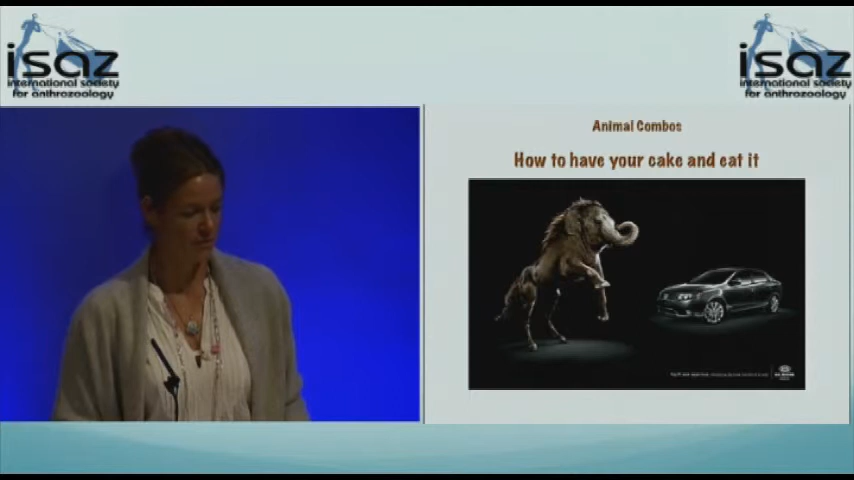 isaz
international society
for anthrozoology
isaz
international society
for anthrozoology
Animal Combos
How to have your cake and eat it